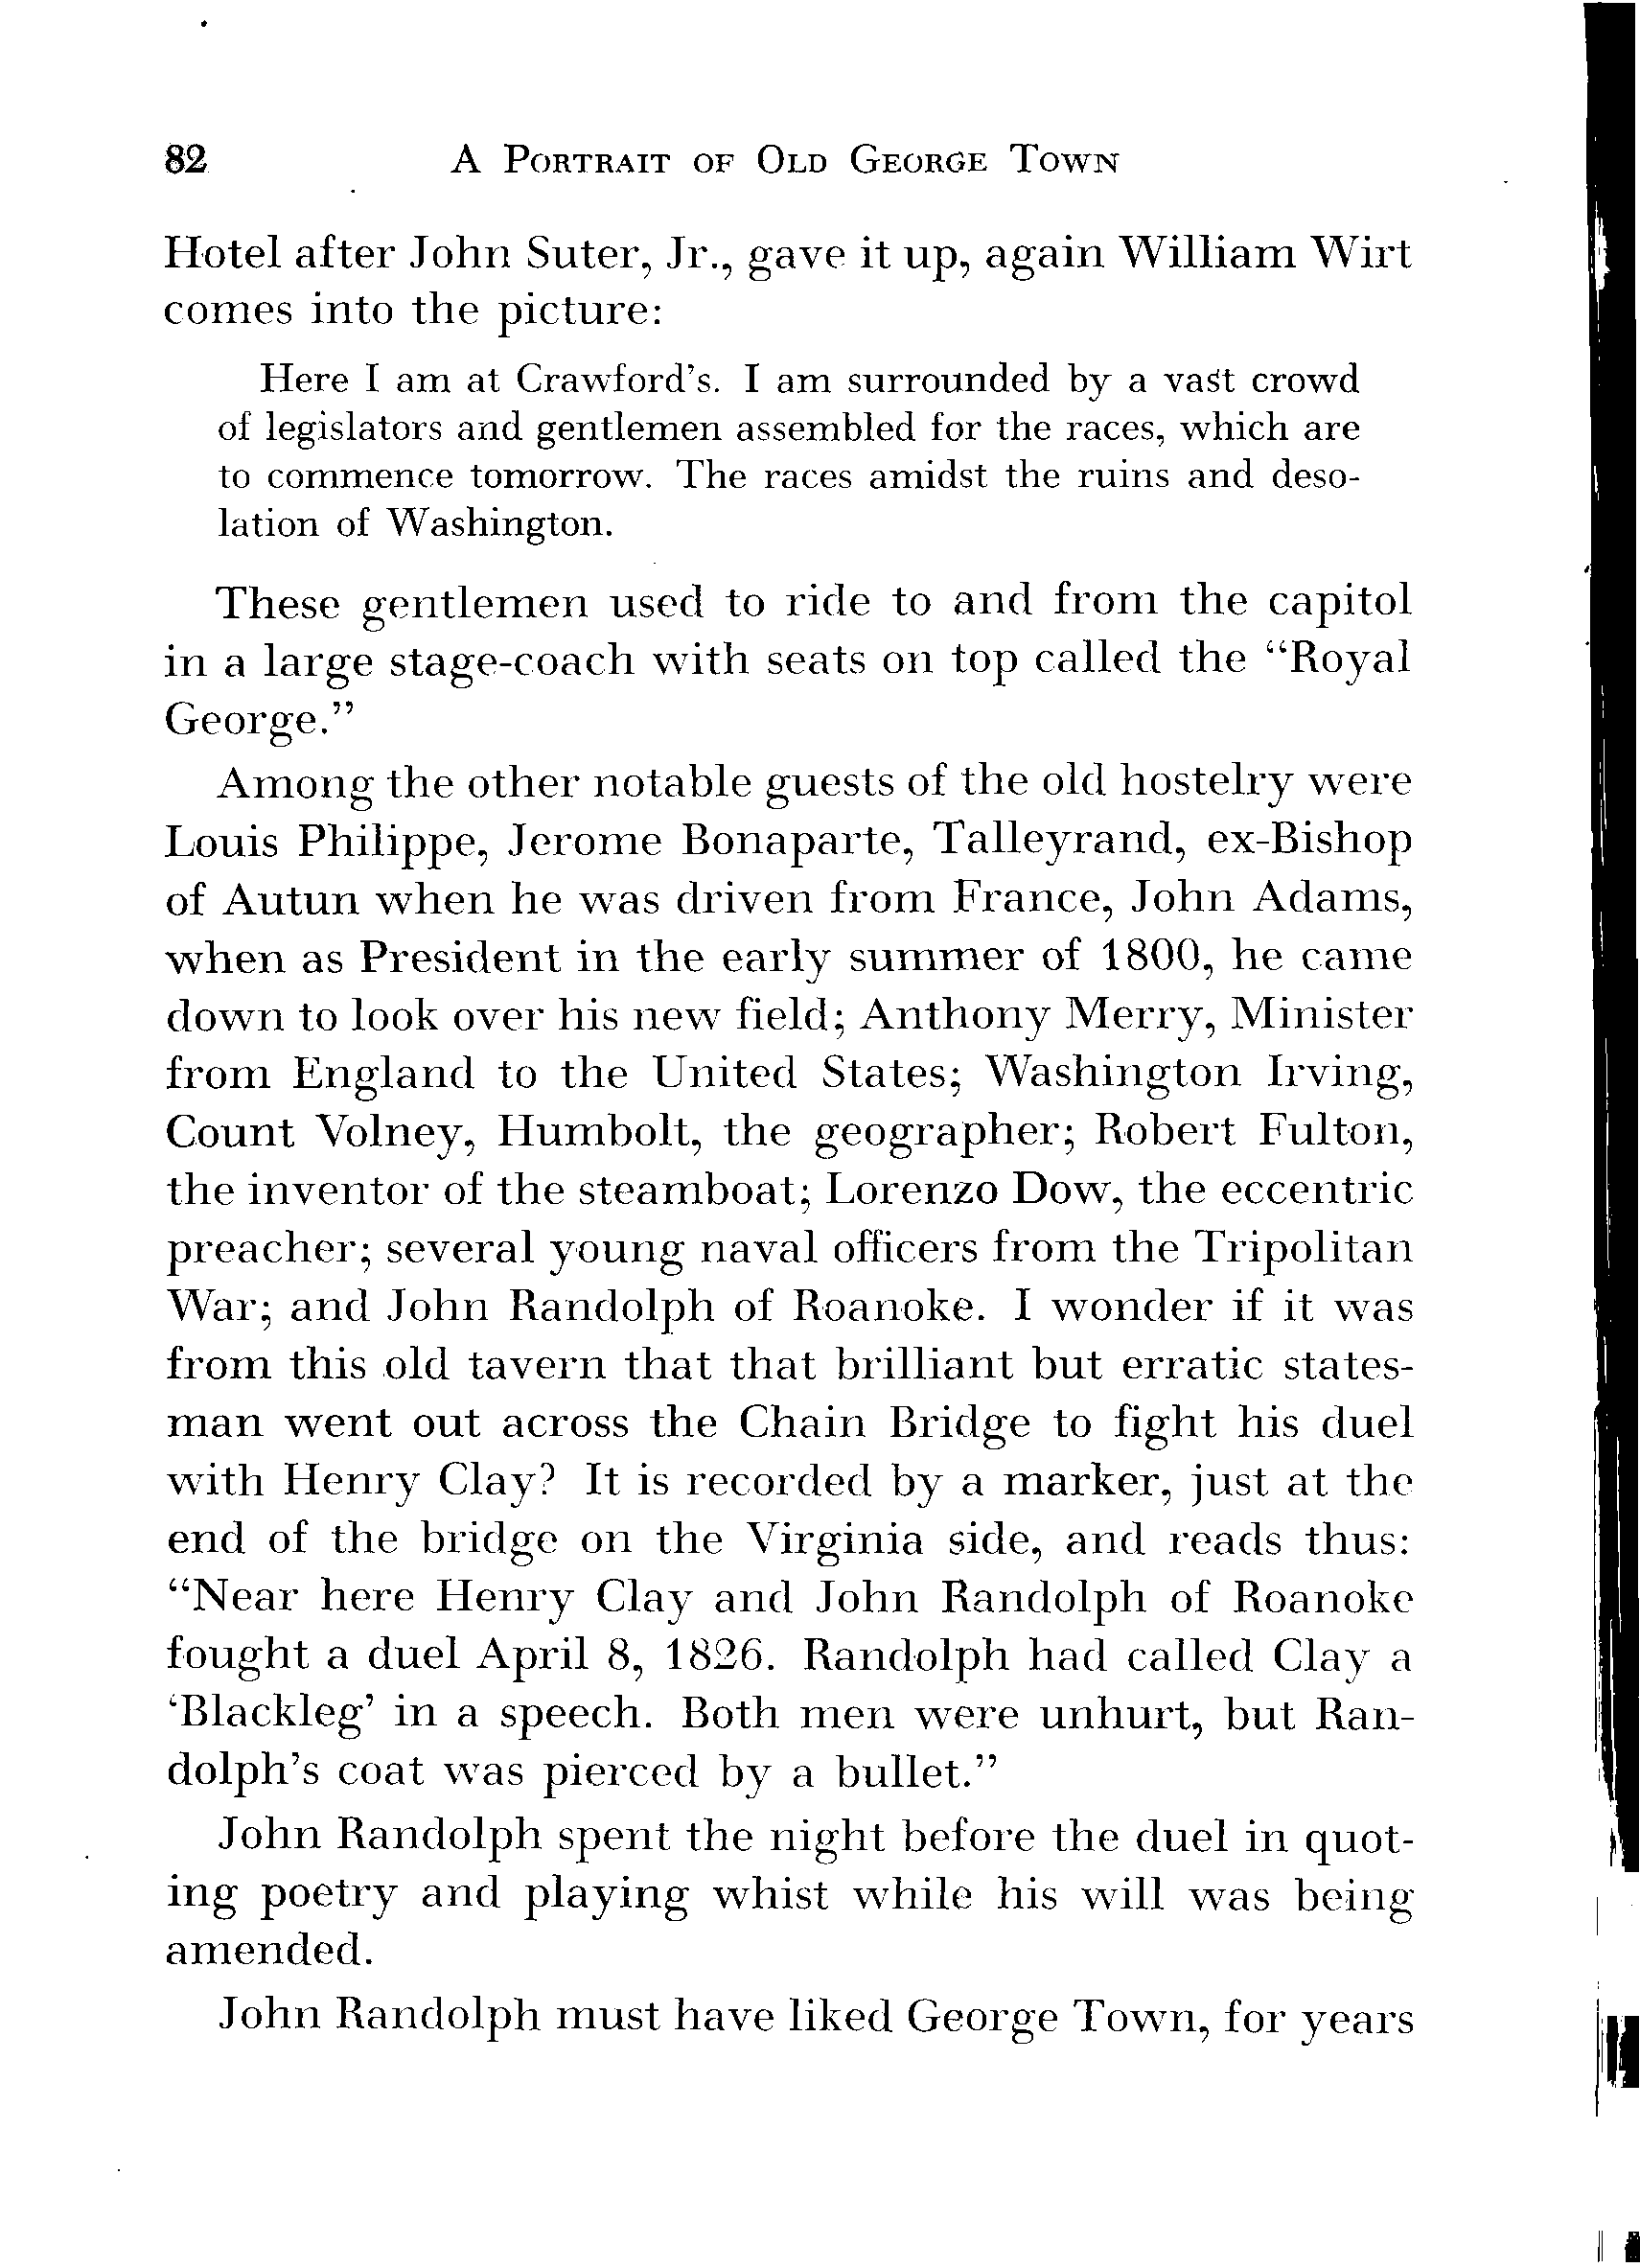 82 A Portrait of Old George Town
Hotel after John Suter, Jr., gave it up, again William Wirt
comes into the picture:
Here I am at Crawford's. I am surrounded by a vast crowd
of legislators and gentlemen assembled for the races, which are
to commence tomorrow. The races amidst the ruins and deso-
lation of Washington.
These gentlemen used to ride to and from the capitol
in a large stage-coach with seats on top called the “Royal
George.”
Among the other notable guests of the old hostelry were
Louis Philippe, Jerome Bonaparte, Talleyrand, ex-Bishop
of Autun when he was driven from France, John Adams,
when as President in the early summer of 1800, he came
down to look over his new field; Anthony Merry, Minister
from England to the United States; Washington Irving,
Count Volney, Humbolt, the geographer; Robert Fulton,
the inventor of the steamboat; Lorenzo Dow, the eccentric
preacher; several young naval officers from the Tripolitan
War; and John Randolph of Roanoke. I wonder if it was
from this old tavern that that brilliant but erratic states-
man went out across the Chain Bridge to fight his duel
with Henry Clay? It is recorded by a marker, just at the
end of the bridge on the Virginia side, and reads thus:
“Near here Henry Clay and John Randolph of Roanoke
fought a duel April 8, 1826. Randolph had called Clay a
‘Blackleg’ in a speech. Both men were unhurt, but Ran-
dolph's coat was pierced by a bullet.”
John Randolph spent the night before the duel in quot-
ing poetry and playing whist while his will was being
amended.
John Randolph must have liked George Town, for years